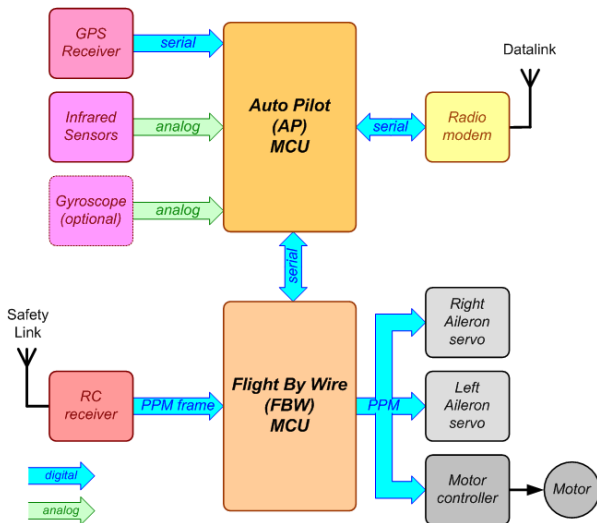 GPS
Receiver
serial
Infrared
Sensors
analog
Gyroscope
(optional)
analog
Auto Pilot
(AP)
MCU
serial
Radio
modem
Datalink
serial
Safety
Link
RC
receiver
PPM frame
Flight By Wire
(FBW)
MCU
PPM
Right
Aileron
servo
Left
Aileron
servo
Motor
controller
Motor
digital
analog